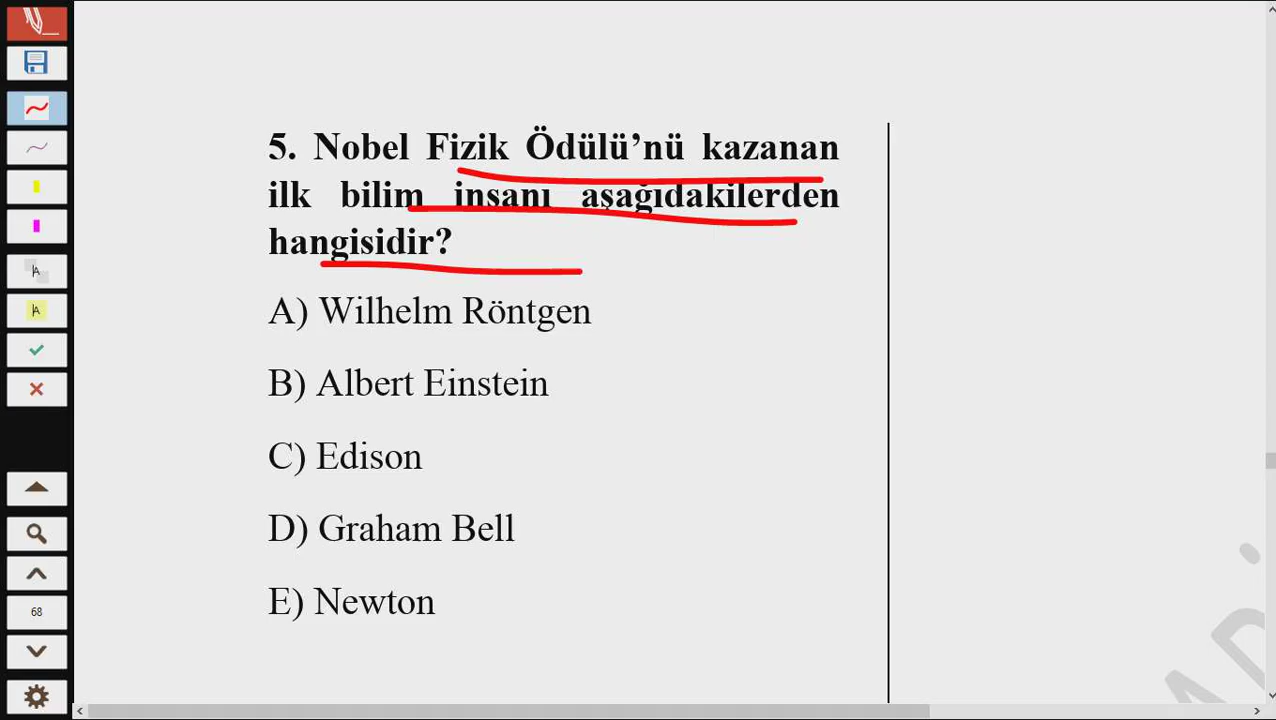 5. Nobel Fizik Ödülü’nü kazanan
ilk bilim insanı aşağıdakilerden
hangisidir?
A) Wilhelm Röntgen
B) Albert Einstein
C) Edison
D) Graham Bell
E) Newton
68